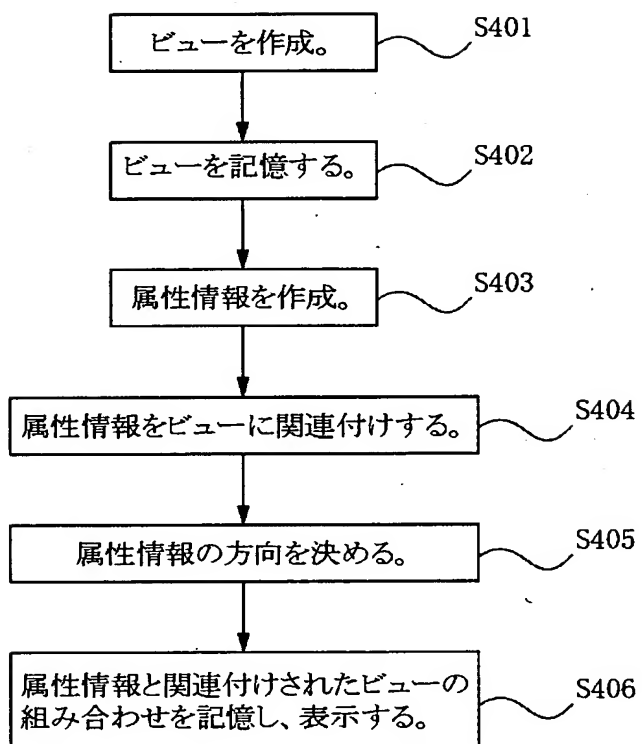 ビューを作成。
S401
ビューを記憶する。
S402
属性情報を作成。
S403
属性情報をビューに関連付けする。
S404
属性情報の方向を決める。
S405
属性情報と関連付けされたビューの
組み合わせを記憶し、表示する。
S406